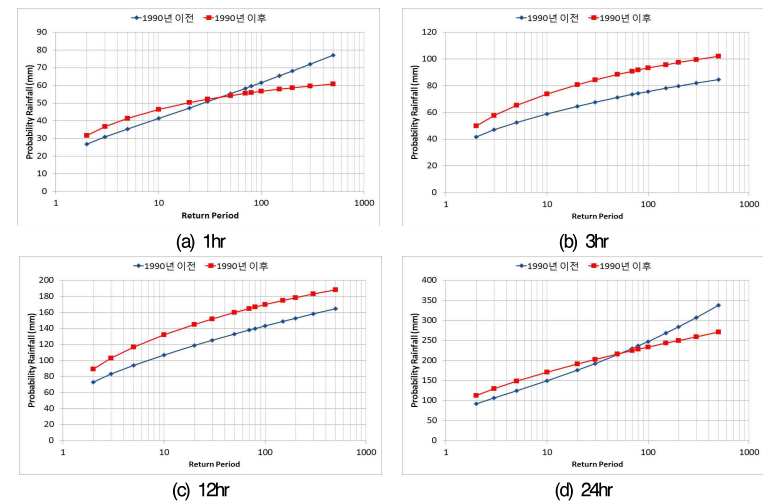 1990년 이전 1990년 이후
Probability Rainfall (mm)
90
80
70
60
50
40
30
20
10
0
1 10 100 1000
Return Period
(a) 1hr
1990년 이전 1990년 이후
Probability Rainfall (mm)
120
100
80
60
40
20
0
1 10 100 1000
Return Period
(b) 3hr
1990년 이전 1990년 이후
Probability Rainfall (mm)
200
180
160
140
120
100
80
60
40
20
0
1 10 100 1000
Return Period
(c) 12hr
1990년 이전 1990년 이후
Probability Rainfall (mm)
400
350
300
250
200
150
100
50
0
1 10 100 1000
Return Period
(d) 24hr